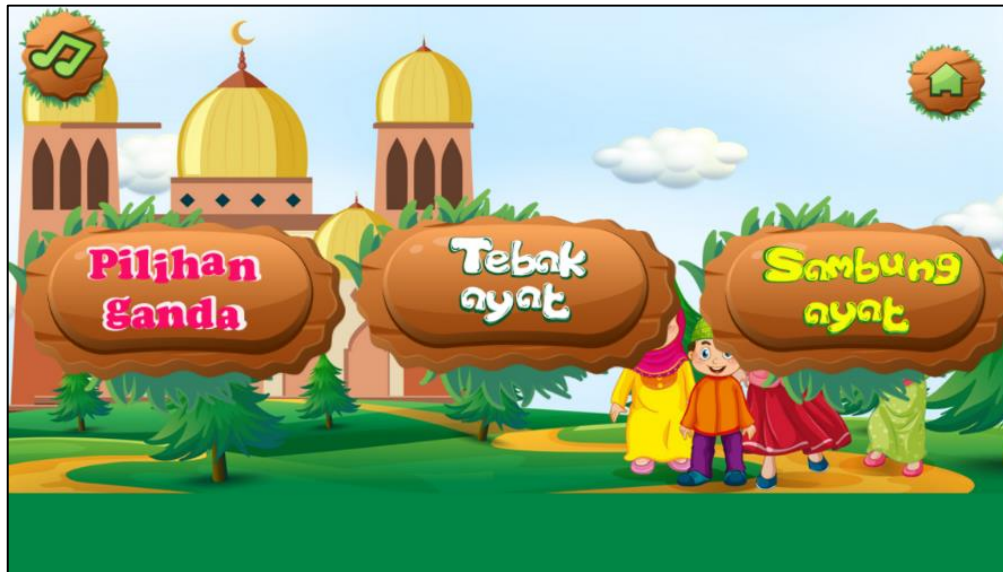 Pilihan
ganda
Tebak
ayat
Sambung
ayat